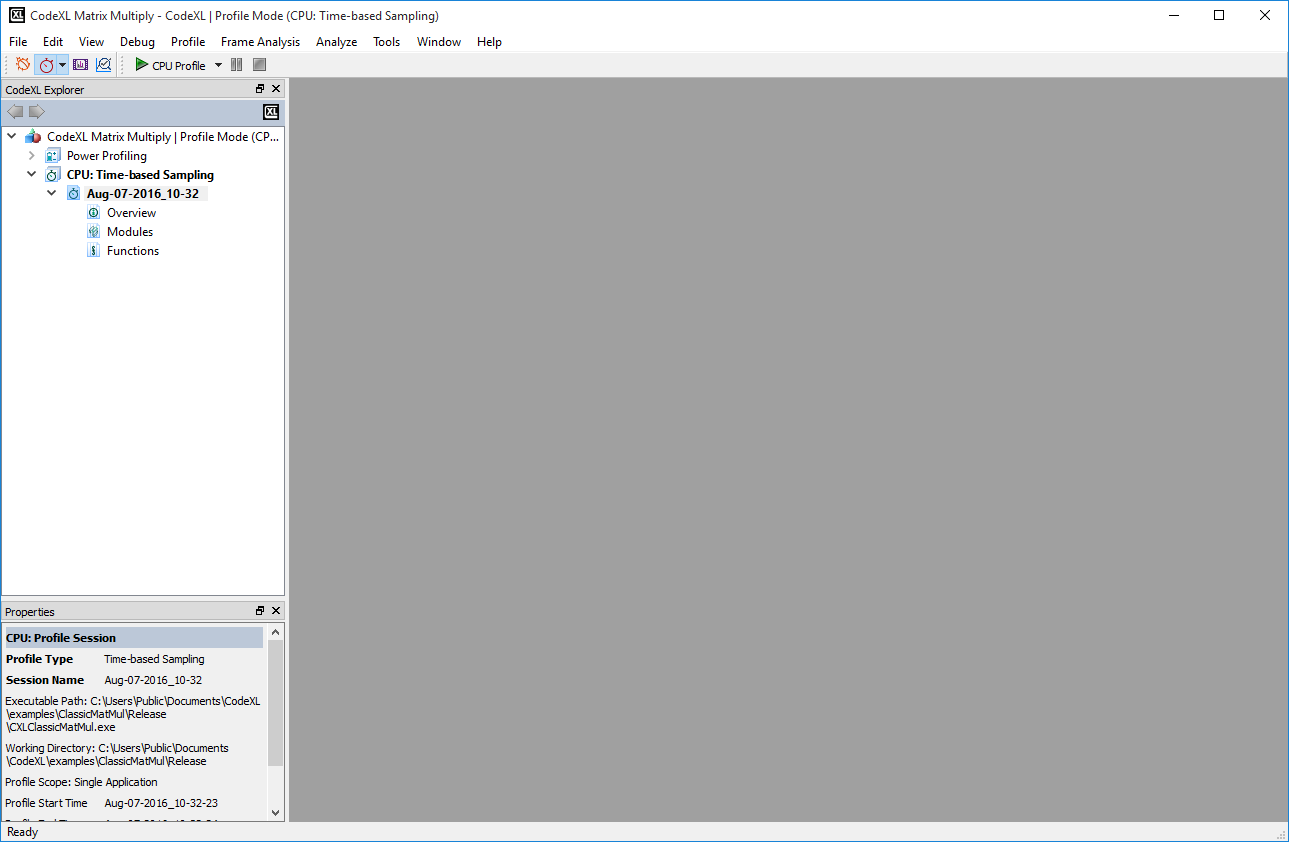 XL CodeXL Matrix Multiply - CodeXL | Profile Mode (CPU: Time-based Sampling)
File Edit View Debug Profile Frame Analysis Analyze Tools Window Help
CPU Profile
CodeXL Explorer
XL
CodeXL Matrix Multiply | Profile Mode (CP...
Power Profiling
CPU: Time-based Sampling
Aug-07-2016_10-32
Overview
Modules
Functions
Properties
CPU: Profile Session
Profile Type Time-based Sampling
Session Name Aug-07-2016_10-32
Executable Path: C:\Users\Public\Documents\CodeXL
\examples\ClassicMatMul\Release
\CXLClassicMatMul.exe
Working Directory: C:\Users\Public\Documents
\CodeXL\examples\ClassicMatMul\Release
Profile Scope: Single Application
Profile Start Time Aug-07-2016_10-32-23
Ready